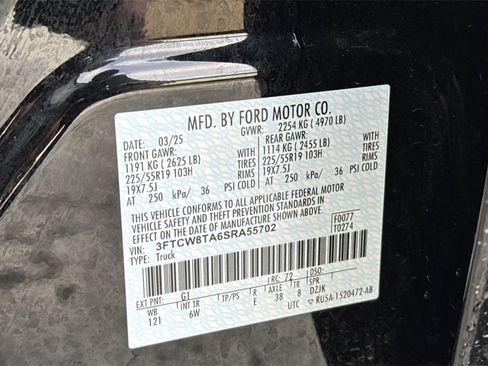 MFD. BY FORD MOTOR CO.
DATE: 03/25 GVWR: 2254 KG ( 4970 LB)
FRONT GAWR: REAR GAWR:
1191 KG ( 2625 LB) 1114 KG ( 2455 LB)
225/55R19 103H TIRES 225/55R19 103H TIRES
19X7.5J RIMS 19X7.5J RIMS
AT 250 kPa/ 36 PSI COLD AT 250 kPa/ 36 PSI COLD
THIS VEHICLE CONFORMS TO ALL APPLICABLE FEDERAL MOTOR
VEHICLE SAFETY AND THEFT PREVENTION STANDARDS IN
EFFECT ON THE DATE OF MANUFACTURE SHOWN ABOVE.
VIN: 3FTCW8TA6SRA55702 F0077
TYPE: Truck T0274
RC: 72 DSO:
EXT PNT: G1
WB INT TR TP/PS R AXLE TR SPR
121 6W E 38 8 DZJK
UTC ▽ RU5A-1520472-AB